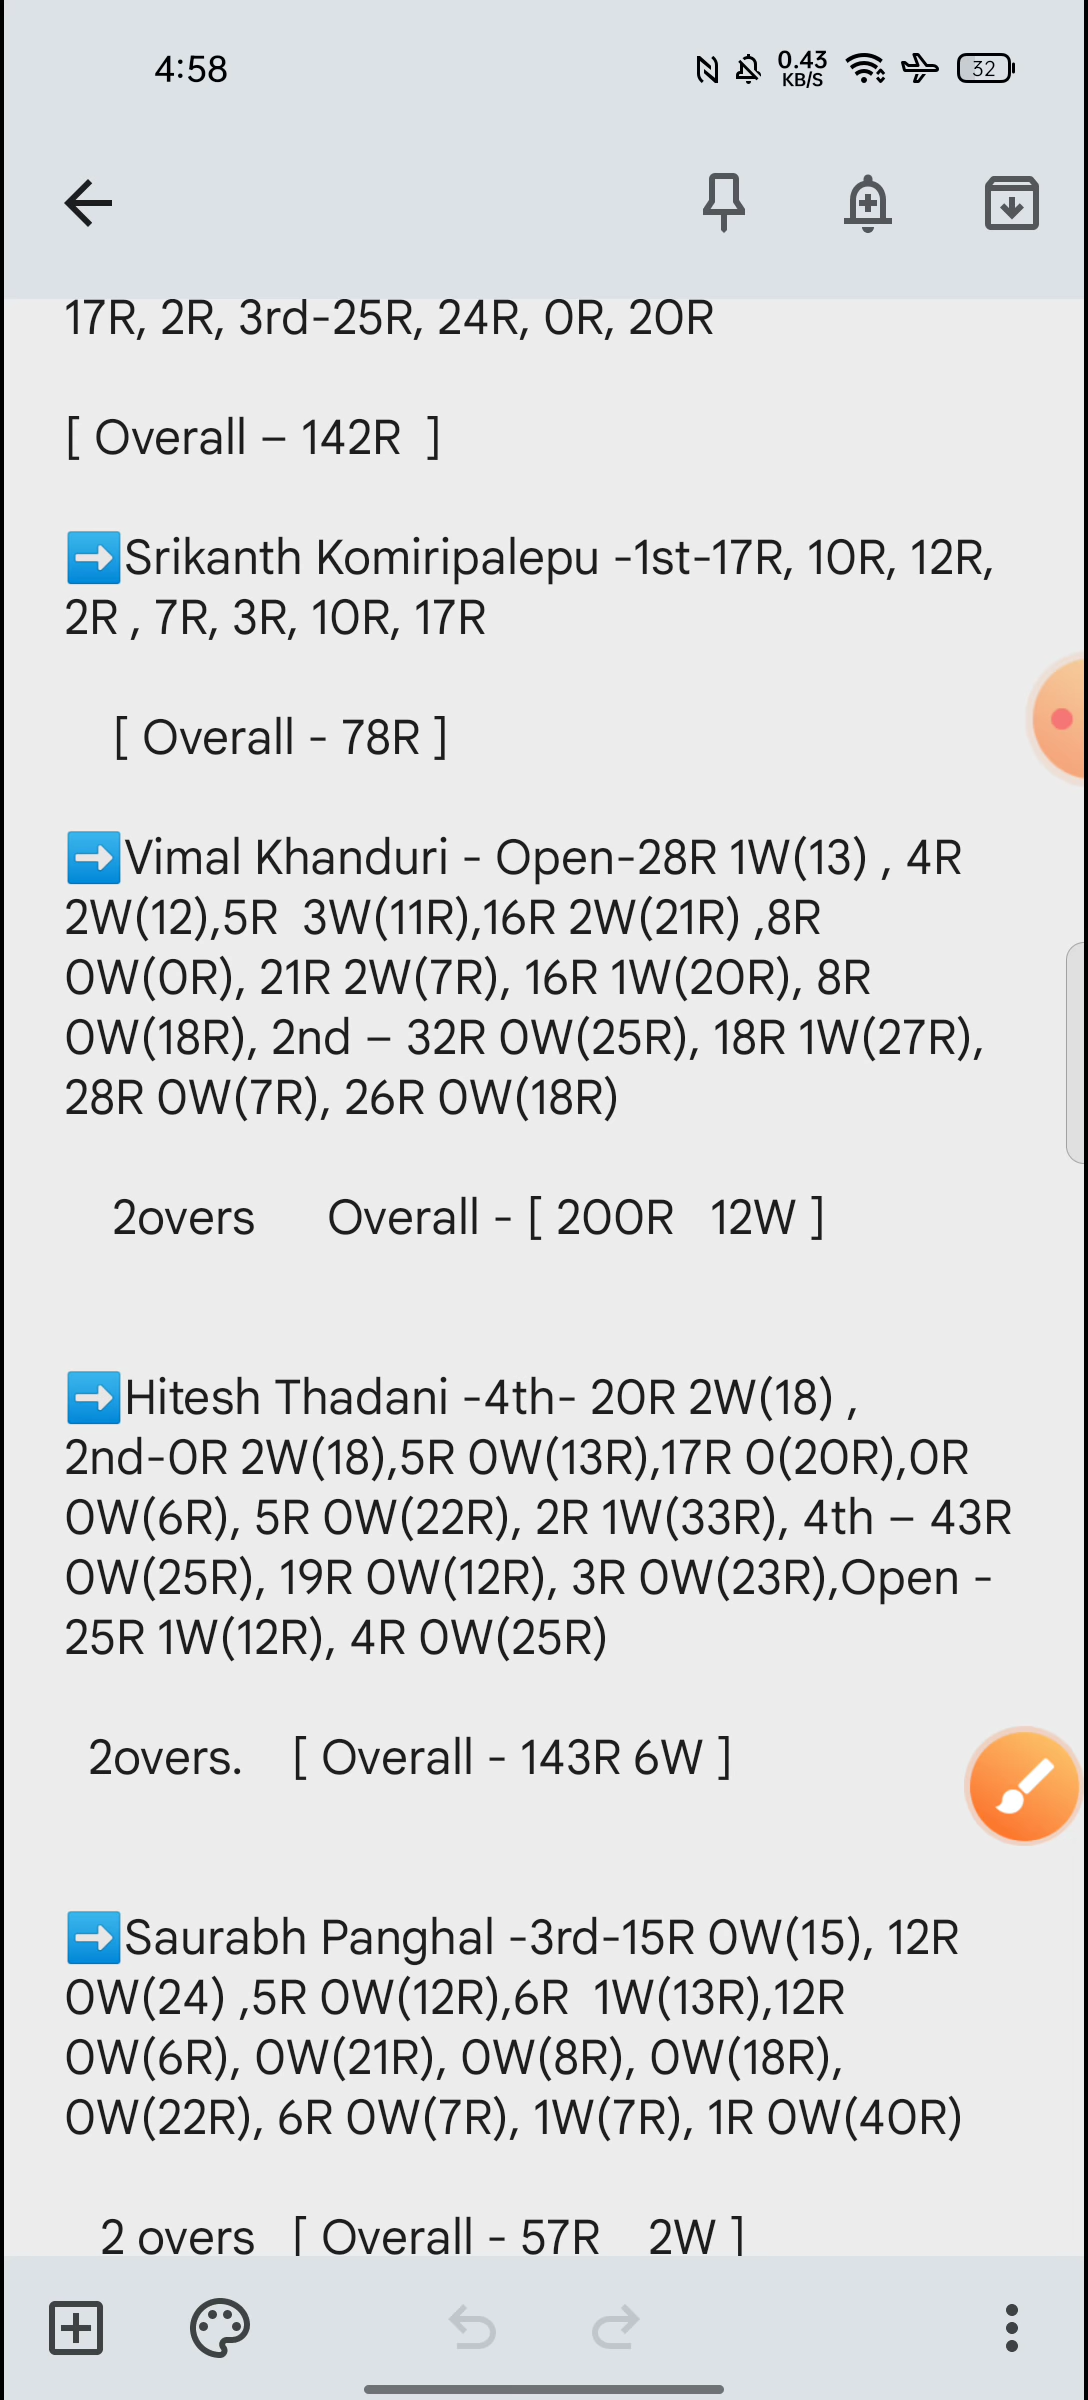 4:58
0.43
KB/S
32
17R, 2R, 3rd-25R, 24R, 0R, 20R
[ Overall – 142R ]
➡️Srikanth Komiripalepu -1st-17R, 10R, 12R,
2R , 7R, 3R, 10R, 17R
[ Overall - 78R ]
➡️Vimal Khanduri - Open-28R 1W(13) , 4R
2W(12),5R  3W(11R),16R 2W(21R) ,8R
0W(0R), 21R 2W(7R), 16R 1W(20R), 8R
0W(18R), 2nd – 32R 0W(25R), 18R 1W(27R),
28R 0W(7R), 26R 0W(18R)
2overs      Overall - [ 200R   12W ]
➡️Hitesh Thadani -4th- 20R 2W(18) ,
2nd-0R 2W(18),5R 0W(13R),17R 0(20R),0R
0W(6R), 5R 0W(22R), 2R 1W(33R), 4th – 43R
0W(25R), 19R 0W(12R), 3R 0W(23R),Open -
25R 1W(12R), 4R 0W(25R)
2overs.    [ Overall - 143R 6W ]
➡️Saurabh Panghal -3rd-15R 0W(15), 12R
0W(24) ,5R 0W(12R),6R  1W(13R),12R
0W(6R), 0W(21R), 0W(8R), 0W(18R),
0W(22R), 6R 0W(7R), 1W(7R), 1R 0W(40R)
2 overs   [ Overall - 57R    2W ]